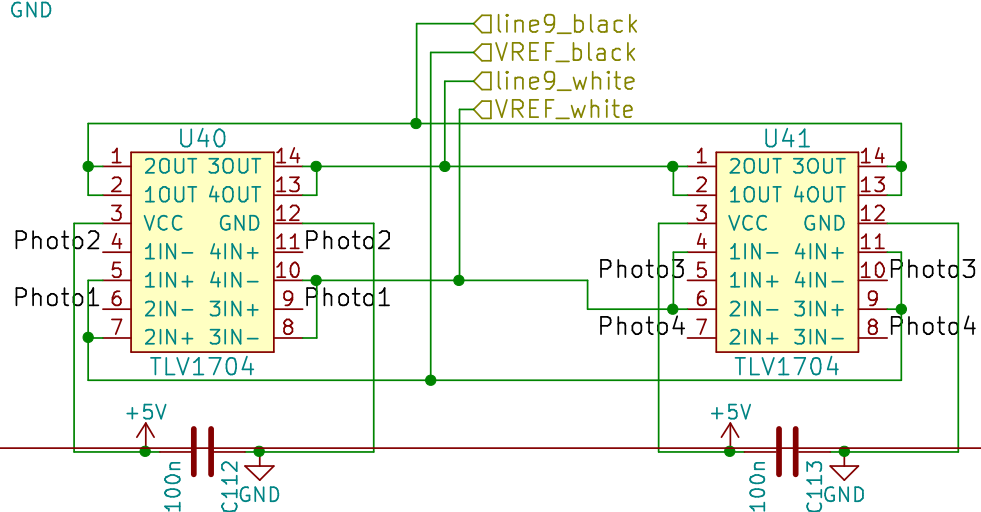 GND
line9_black
VREF_black
line9_white
VREF_white
U40
1 2OUT 3OUT 14
2 1OUT 4OUT 13
3 VCC GND 12
Photo2 4 1IN- 4IN+ 11 Photo2
5 1IN+ 4IN- 10
Photo1 6 2IN- 3IN+ 9 Photo1
7 2IN+ 3IN- 8
TLV1704
U41
1 2OUT 3OUT 14
2 1OUT 4OUT 13
3 VCC GND 12
4 1IN- 4IN+ 11
Photo3 5 1IN+ 4IN- 10 Photo3
6 2IN- 3IN+ 9
Photo4 7 2IN+ 3IN- 8 Photo4
TLV1704
+5V
100n
C112
GND
+5V
100n
C113
GND